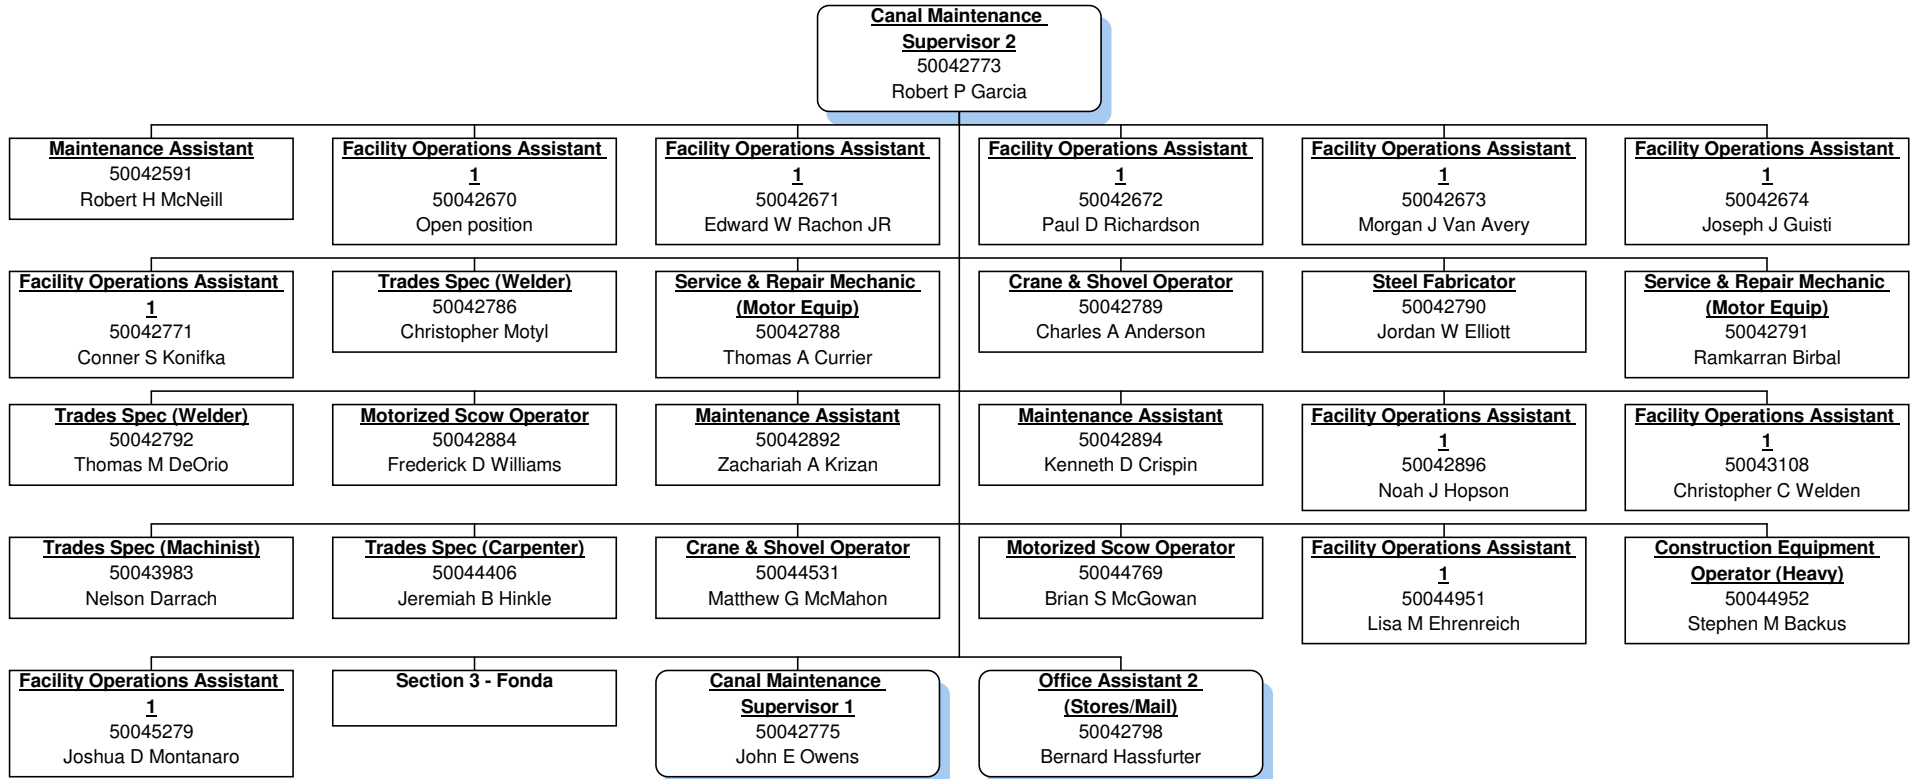 Canal Maintenance
Supervisor 2
50042773
Robert P Garcia
Maintenance Assistant
50042591
Robert H McNeill
Facility Operations Assistant
1
50042670
Open position
Facility Operations Assistant
1
50042671
Edward W Rachon JR
Facility Operations Assistant
1
50042672
Paul D Richardson
Facility Operations Assistant
1
50042673
Morgan J Van Avery
Facility Operations Assistant
1
50042674
Joseph J Guisti
Facility Operations Assistant
1
50042771
Conner S Konifka
Trades Spec (Welder)
50042786
Christopher Motyl
Service & Repair Mechanic
(Motor Equip)
50042788
Thomas A Currier
Crane & Shovel Operator
50042789
Charles A Anderson
Steel Fabricator
50042790
Jordan W Elliott
Service & Repair Mechanic
(Motor Equip)
50042791
Ramkarran Birbal
Trades Spec (Welder)
50042792
Thomas M DeOrio
Motorized Scow Operator
50042884
Frederick D Williams
Maintenance Assistant
50042892
Zachariah A Krizan
Maintenance Assistant
50042894
Kenneth D Crispin
Facility Operations Assistant
1
50042896
Noah J Hopson
Facility Operations Assistant
1
50043108
Christopher C Welden
Trades Spec (Machinist)
50043983
Nelson Darrach
Trades Spec (Carpenter)
50044406
Jeremiah B Hinkle
Crane & Shovel Operator
50044531
Matthew G McMahon
Motorized Scow Operator
50044769
Brian S McGowan
Facility Operations Assistant
1
50044951
Lisa M Ehrenreich
Construction Equipment
Operator (Heavy)
50044952
Stephen M Backus
Facility Operations Assistant
1
50045279
Joshua D Montanaro
Section 3 - Fonda
Canal Maintenance
Supervisor 1
50042775
John E Owens
Office Assistant 2
(Stores/Mail)
50042798
Bernard Hassfurter